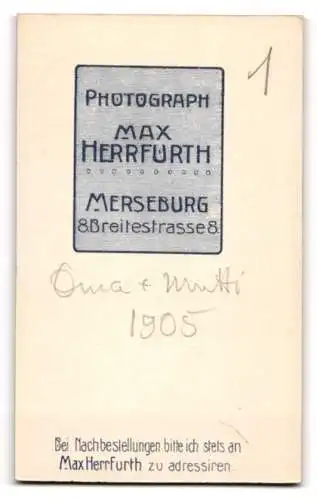 1
PHOTOGRAPH
MAX
HERRFURTH
MERSEBURG
8.Breitestrasse 8.
Oma + Mutti
1905
Bei Nachbestellungen bitte ich stets an
Max Herrfurth zu adressiren.